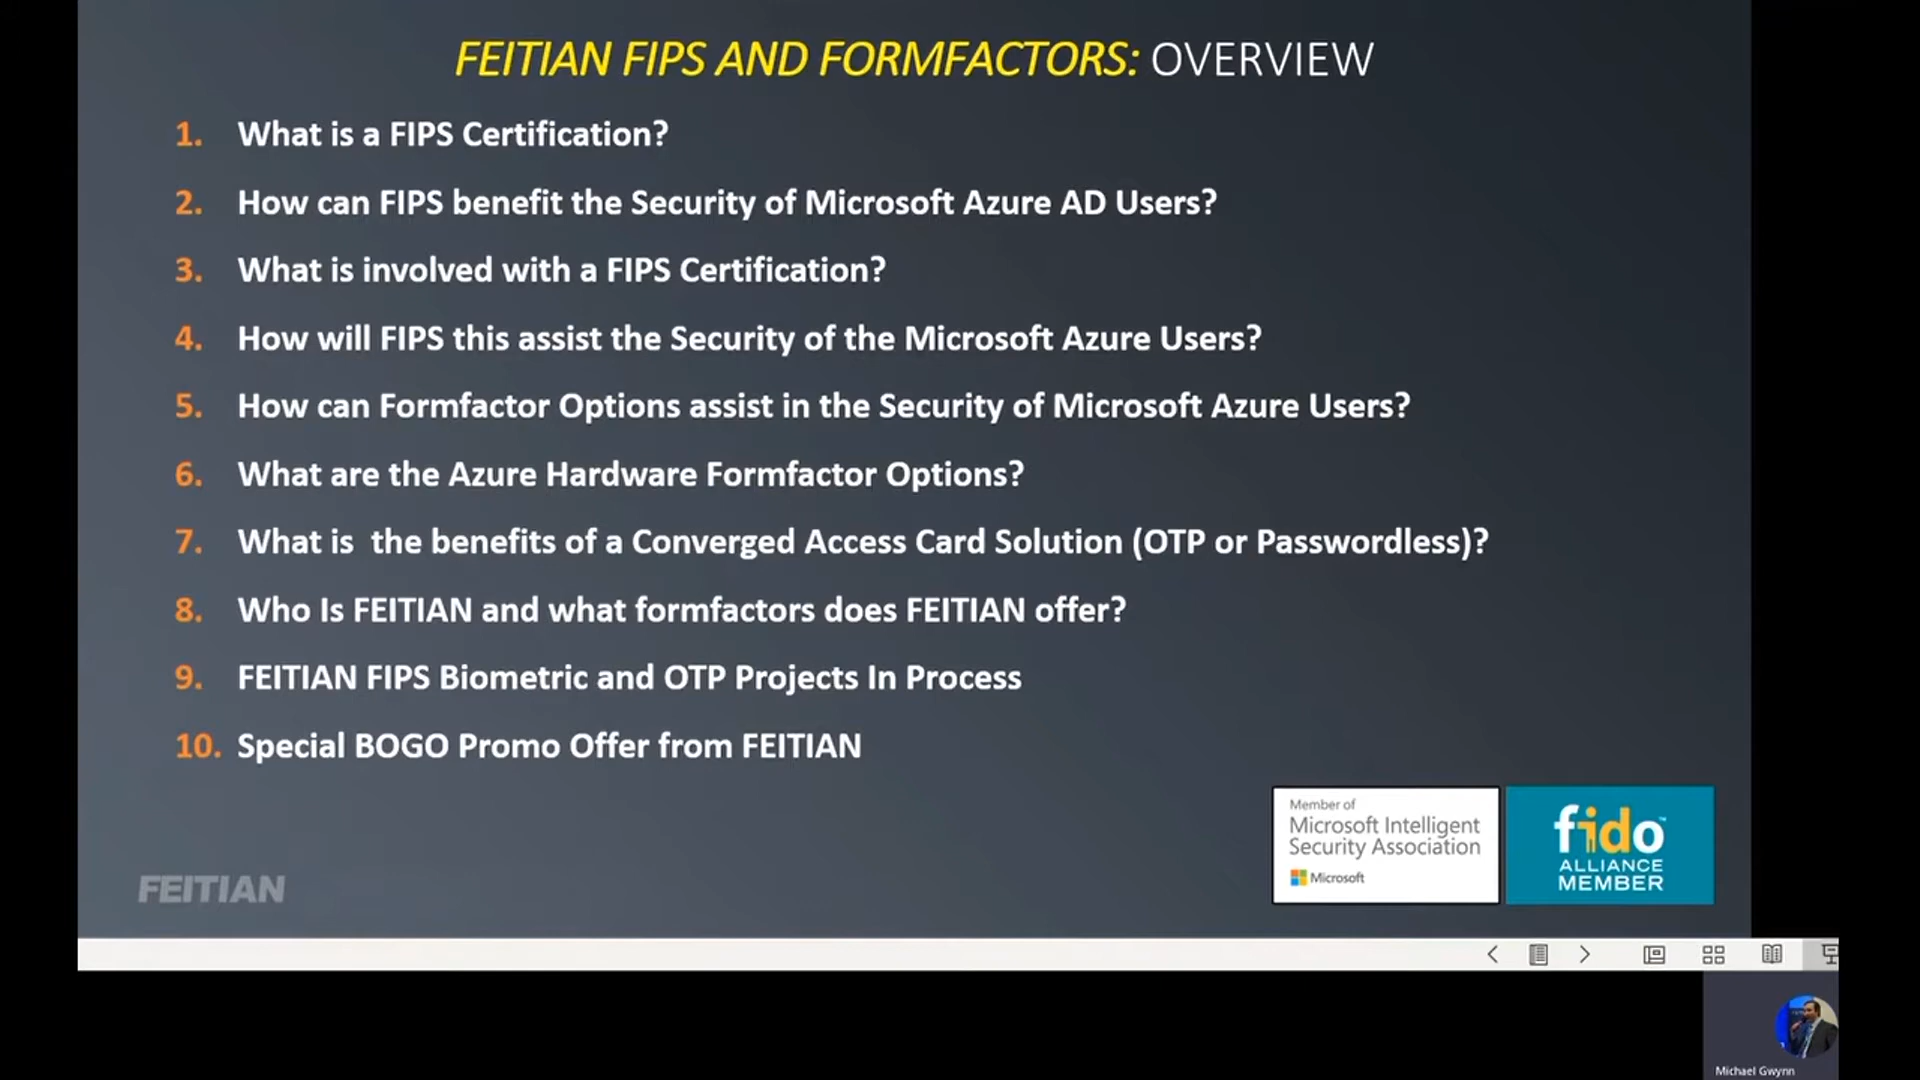 FEITIAN FIPS AND FORMFACTORS: OVERVIEW
1. What is a FIPS Certification?
2. How can FIPS benefit the Security of Microsoft Azure AD Users?
3. What is involved with a FIPS Certification?
4. How will FIPS this assist the Security of the Microsoft Azure Users?
5. How can Formfactor Options assist in the Security of Microsoft Azure Users?
6. What are the Azure Hardware Formfactor Options?
7. What is  the benefits of a Converged Access Card Solution (OTP or Passwordless)?
8. Who Is FEITIAN and what formfactors does FEITIAN offer?
9. FEITIAN FIPS Biometric and OTP Projects In Process
10. Special BOGO Promo Offer from FEITIAN
Member of
Microsoft Intelligent
Security Association
Microsoft
fido™
ALLIANCE
MEMBER
FEITIAN
Michael Gwynn